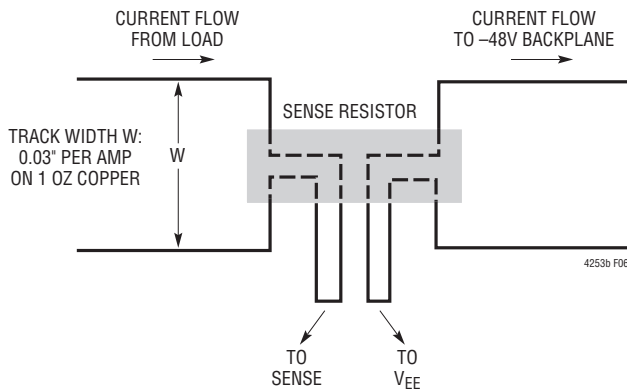 CURRENT FLOW
FROM LOAD
CURRENT FLOW
TO –48V BACKPLANE
SENSE RESISTOR
TRACK WIDTH W:
0.03" PER AMP
ON 1 OZ COPPER
W
4253b F06
TO
SENSE
TO
VEE